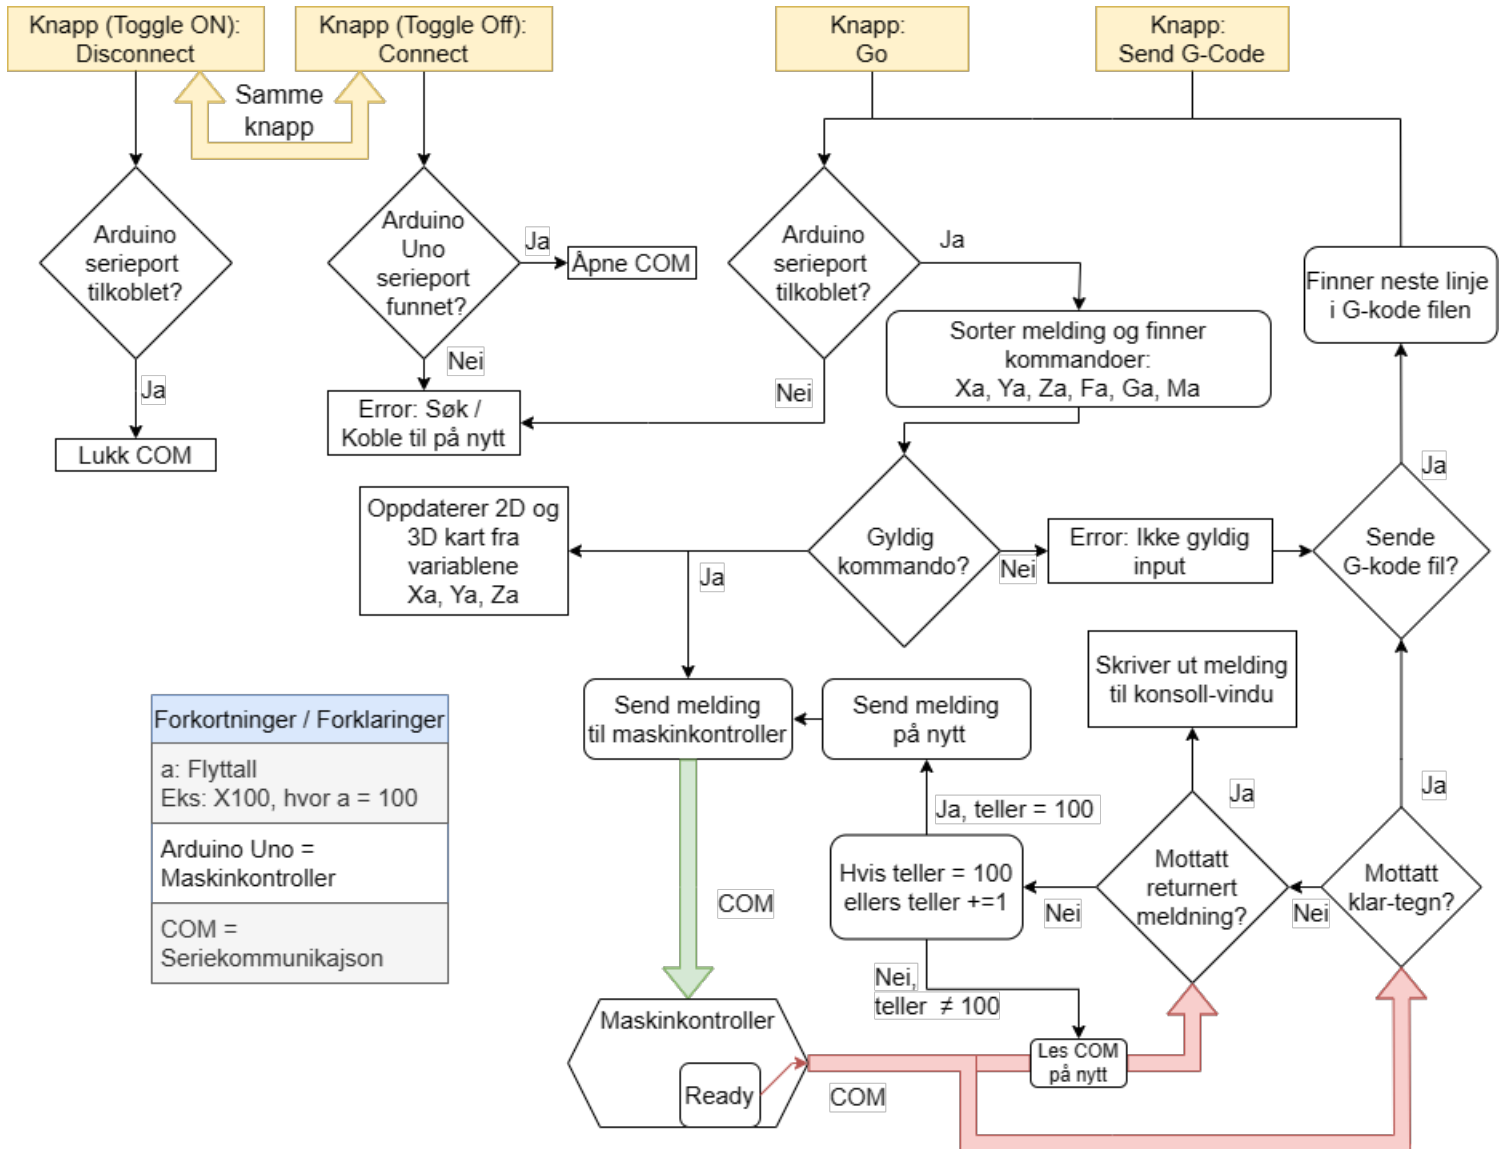 Knapp (Toggle ON):
Disconnect
Knapp (Toggle Off):
Connect
Knapp:
Go
Knapp:
Send G-Code
Samme
knapp
Arduino
serieport
tilkoblet?
Ja
Lukk COM
Arduino
Uno
serieport
funnet?
Ja
Åpne COM
Nei
Error: Søk /
Koble til på nytt
Arduino
serieport
tilkoblet?
Ja
Nei
Sorter melding og finner
kommandoer:
Xa, Ya, Za, Fa, Ga, Ma
Finner neste linje
i G-kode filen
Ja
Oppdaterer 2D og
3D kart fra
variablene
Xa, Ya, Za
Ja
Gyldig
kommando?
Nei
Error: Ikke gyldig
input
Sende
G-kode fil?
Send melding
til maskinkontroller
Send melding
på nytt
Skriver ut melding
til konsoll-vindu
Ja
Ja
Ja, teller = 100
Hvis teller = 100
ellers teller +=1
Nei
Mottatt
returnert
meldning?
Nei
Mottatt
klar-tegn?
Nei,
teller ≠ 100
COM
Maskinkontroller
Ready
COM
Les COM
på nytt
Forkortninger / Forklaringer
a: Flyttall
Eks: X100, hvor a = 100
Arduino Uno =
Maskinkontroller
COM =
Seriekommunikajson